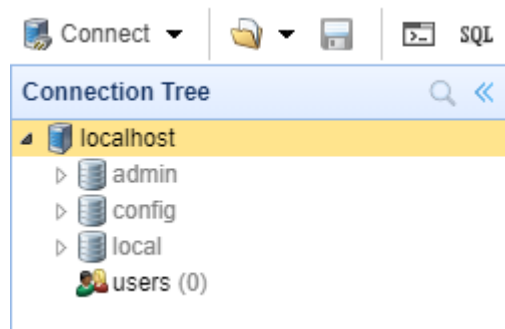 Connect SQL
Connection Tree
localhost
admin
config
local
users (0)